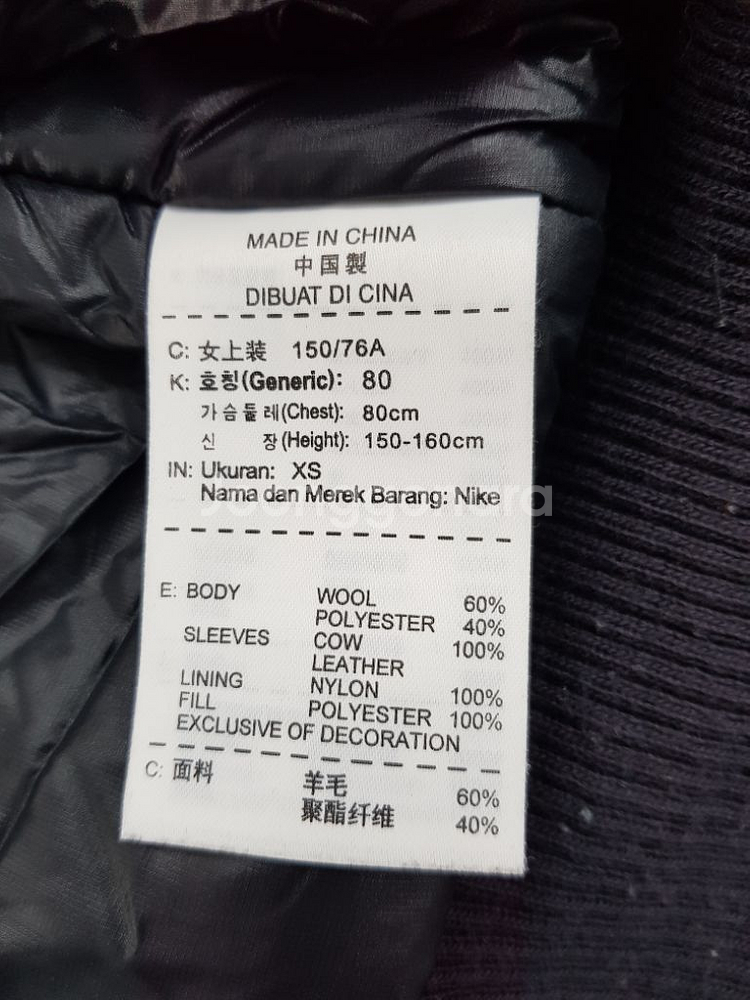 MADE IN CHINA
中国製
DIBUAT DI CINA
C: 女上装 150/76A
K: 호칭(Generic): 80
가슴둘레(Chest): 80cm
신 장(Height): 150-160cm
IN: Ukuran: XS
Nama dan Merek Barang: Nike
E: BODY WOOL 60%
POLYESTER 40%
SLEEVES COW 100%
LEATHER
LINING NYLON 100%
FILL POLYESTER 100%
EXCLUSIVE OF DECORATION
C: 面料 羊毛 60%
聚酯纤维 40%